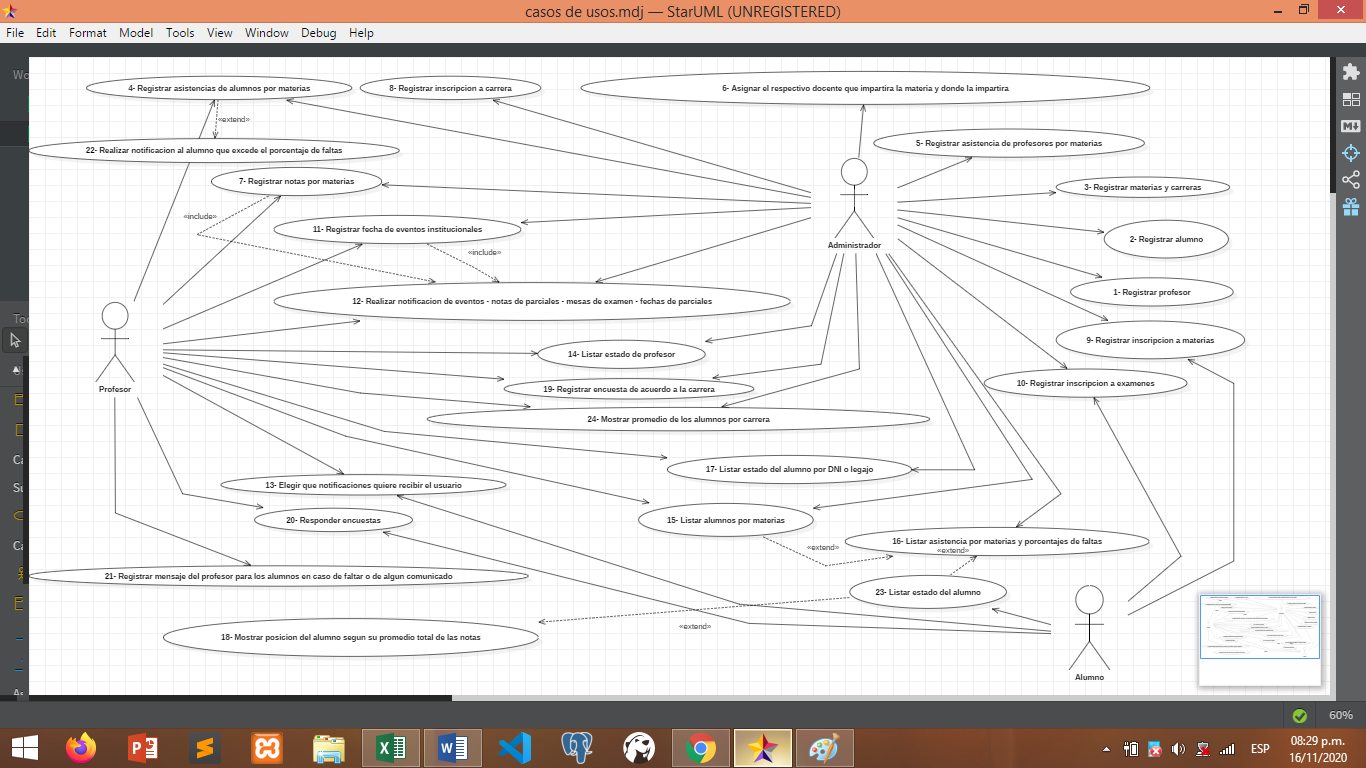 casos de usos.mdj — StarUML (UNREGISTERED)
File Edit Format Model Tools View Window Debug Help
Wo
4- Registrar asistencias de alumnos por materias
8- Registrar inscripcion a carrera
6- Asignar el respectivo docente que impartira la materia y donde la impartira
«extend»
5- Registrar asistencia de profesores por materias
22- Realizar notificacion al alumno que excede el porcentaje de faltas
7- Registrar notas por materias
3- Registrar materias y carreras
«include»
11- Registrar fecha de eventos institucionales
2- Registrar alumno
Administrador
«include»
1- Registrar profesor
12- Realizar notificacion de eventos - notas de parciales - mesas de examen - fechas de parciales
Too
9- Registrar inscripcion a materias
14- Listar estado de profesor
10- Registrar inscripcion a examenes
Profesor
19- Registrar encuesta de acuerdo a la carrera
24- Mostrar promedio de los alumnos por carrera
Ca
17- Listar estado del alumno por DNI o legajo
13- Elegir que notificaciones quiere recibir el usuario
Su
20- Responder encuestas
15- Listar alumnos por materias
16- Listar asistencia por materias y porcentajes de faltas
Ca
«extend»
«extend»
21- Registrar mensaje del profesor para los alumnos en caso de faltar o de algun comunicado
23- Listar estado del alumno
«extend»
18- Mostrar posicion del alumno segun su promedio total de las notas
Alumno
As
60%
ESP
08:29 p.m.
16/11/2020